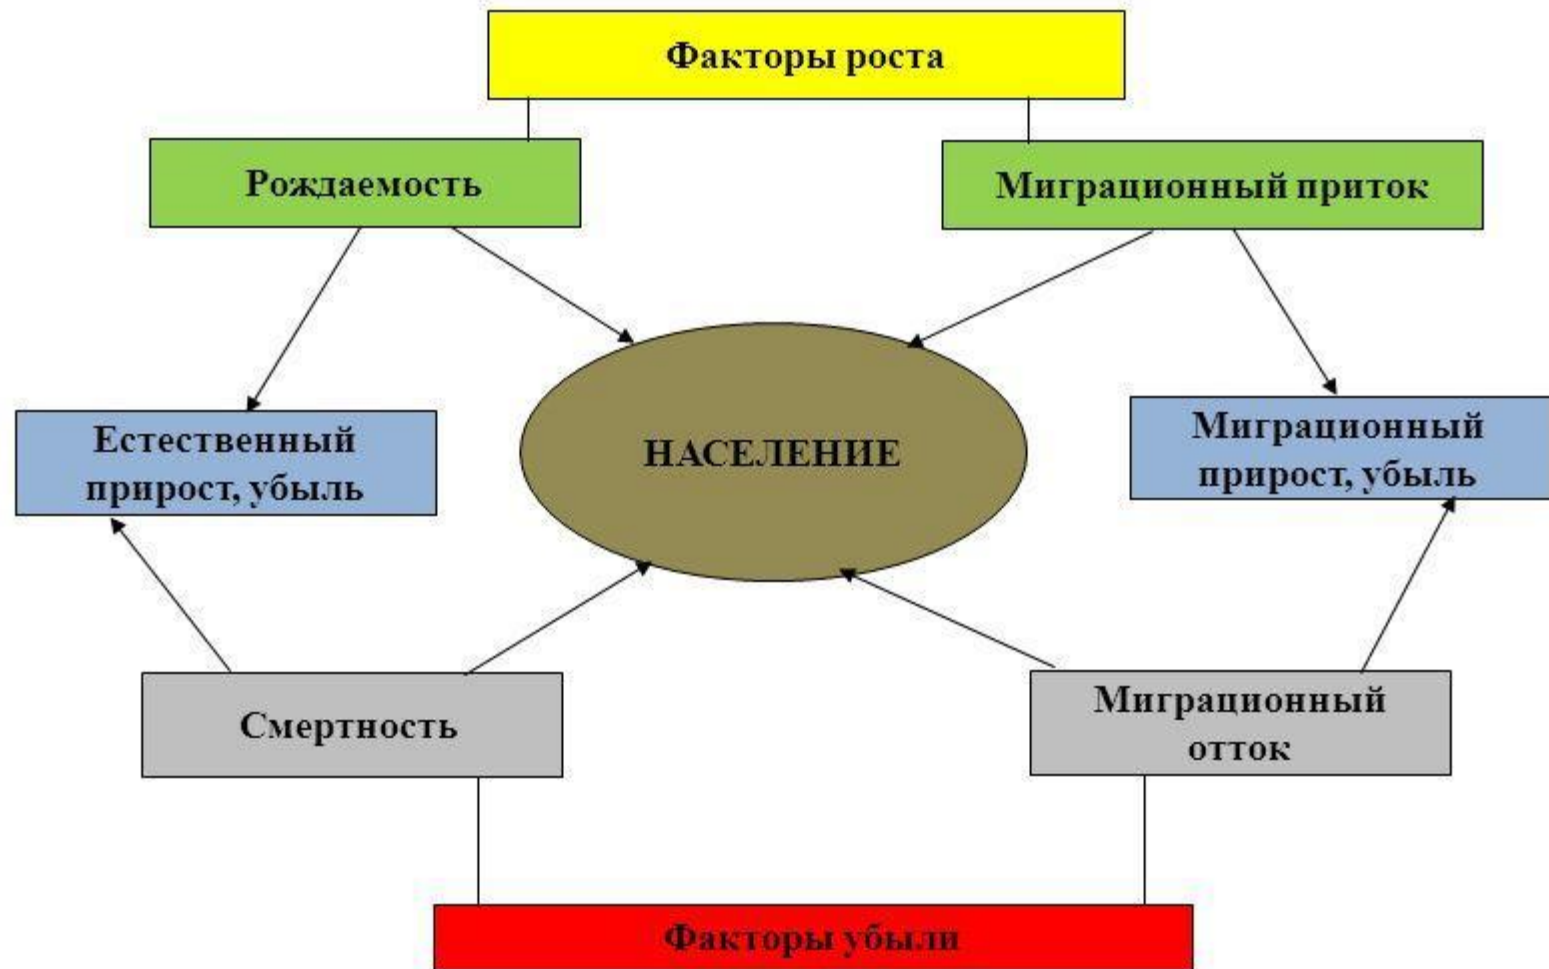 Факторы роста
Рождаемость
Миграционный приток
Естественный
прирост, убыль
НАСЕЛЕНИЕ
Миграционный
прирост, убыль
Смертность
Миграционный
отток
Факторы убыли